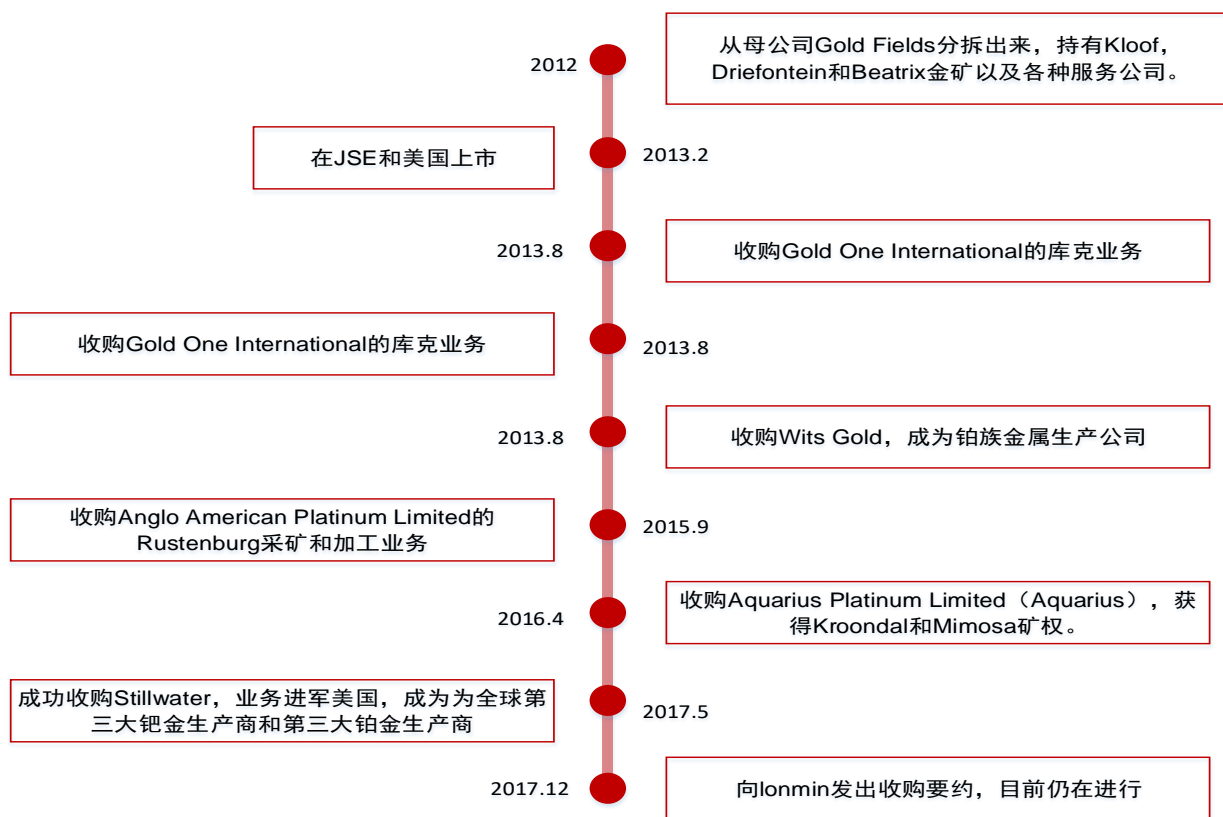 2012
从母公司Gold Fields分拆出来，持有Kloof，
Driefontein和Beatrix金矿以及各种服务公司。
在JSE和美国上市
2013.2
2013.8
收购Gold One International的库克业务
收购Gold One International的库克业务
2013.8
2013.8
收购Wits Gold，成为铂族金属生产公司
收购Anglo American Platinum Limited的
Rustenburg采矿和加工业务
2015.9
2016.4
收购Aquarius Platinum Limited（Aquarius），获
得Kroondal和Mimosa矿权。
成功收购Stillwater，业务进军美国，成为为全球第
三大钯金生产商和第三大铂金生产商
2017.5
2017.12
向lonmin发出收购要约，目前仍在进行